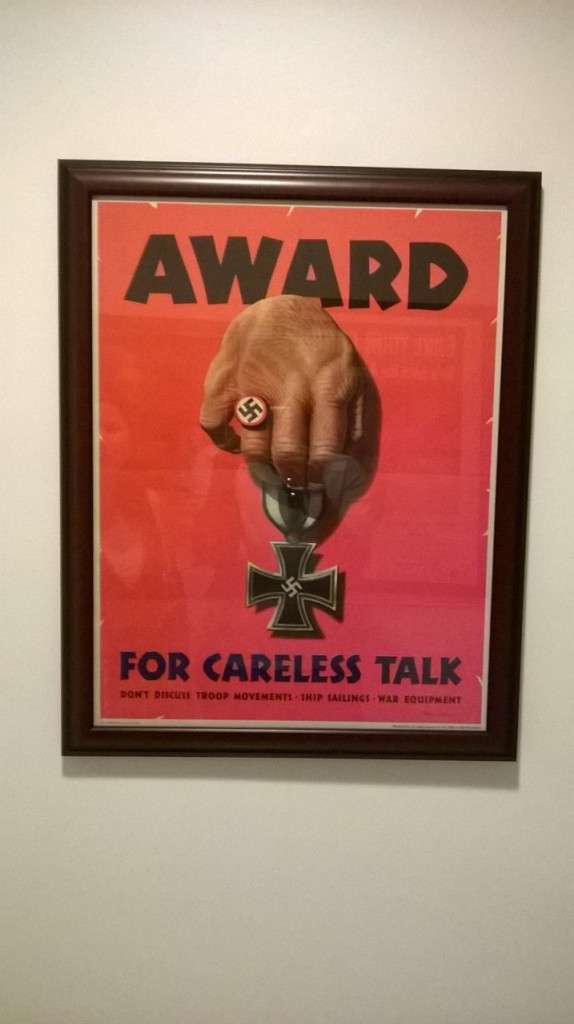 AWARD
FOR CARELESS TALK
DON'T DISCUSS TROOP MOVEMENTS · SHIP SAILINGS · WAR EQUIPMENT